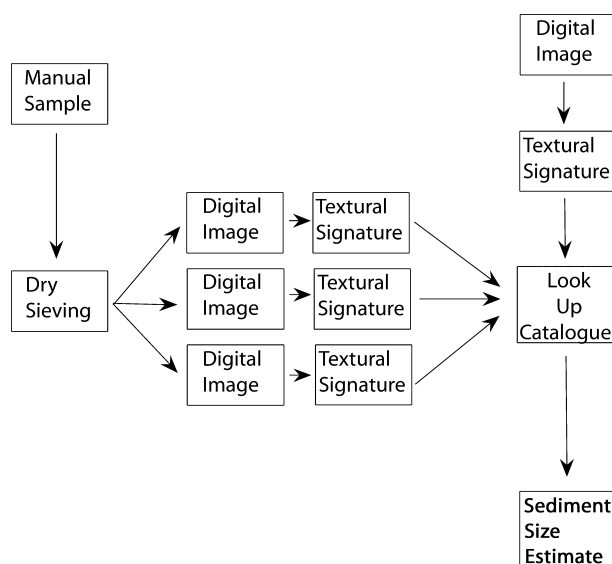 Manual
Sample
Dry
Sieving
Digital
Image
Textural
Signature
Digital
Image
Textural
Signature
Digital
Image
Textural
Signature
Digital
Image
Textural
Signature
Look
Up
Catalogue
Sediment
Size
Estimate